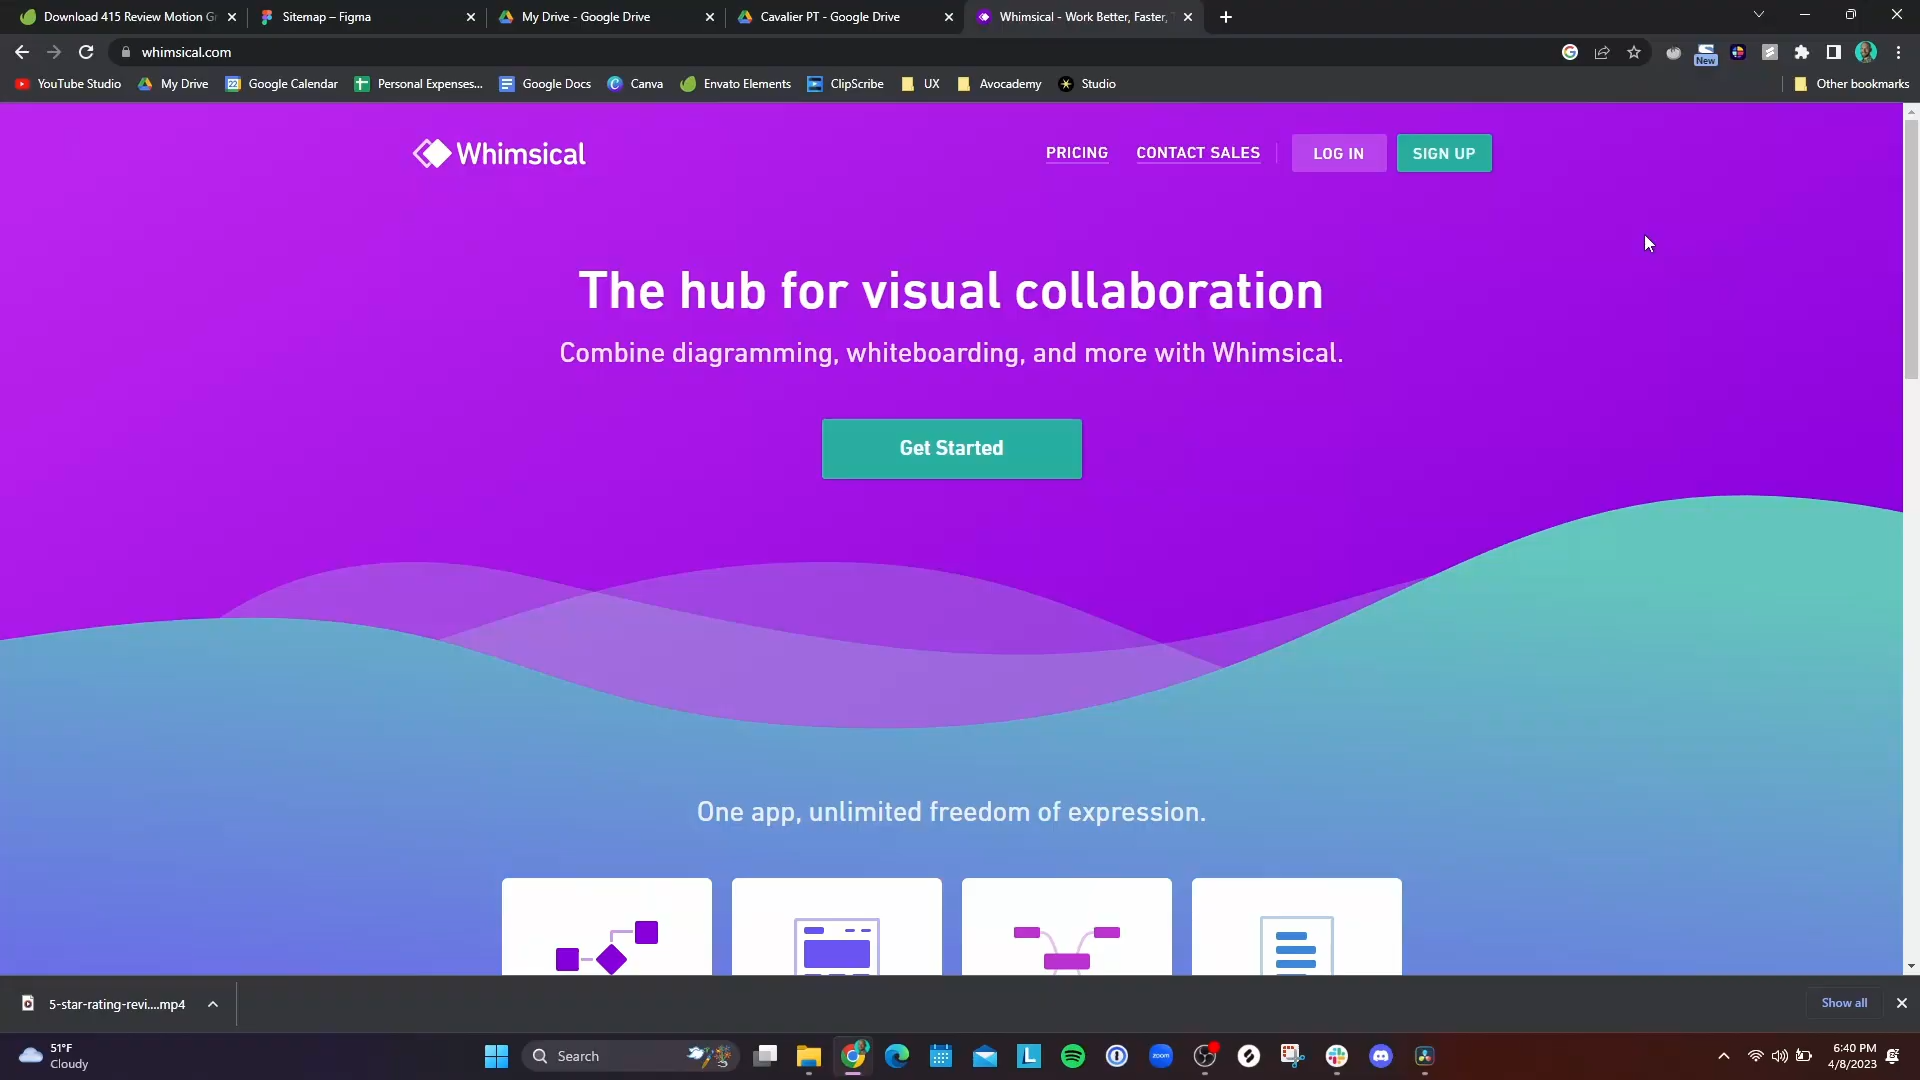 Download 415 Review Motion Gr
Sitemap – Figma
My Drive - Google Drive
Cavalier PT - Google Drive
Whimsical - Work Better, Faster, T
whimsical.com
New
YouTube Studio
My Drive
Google Calendar
Personal Expenses...
Google Docs
Canva
Envato Elements
ClipScribe
UX
Avocademy
Studio
Other bookmarks
Whimsical
PRICING
CONTACT SALES
LOG IN
SIGN UP
The hub for visual collaboration
Combine diagramming, whiteboarding, and more with Whimsical.
Get Started
One app, unlimited freedom of expression.
5-star-rating-revi....mp4
Show all
51°F
Cloudy
Search
zoom
6:40 PM
4/8/2023